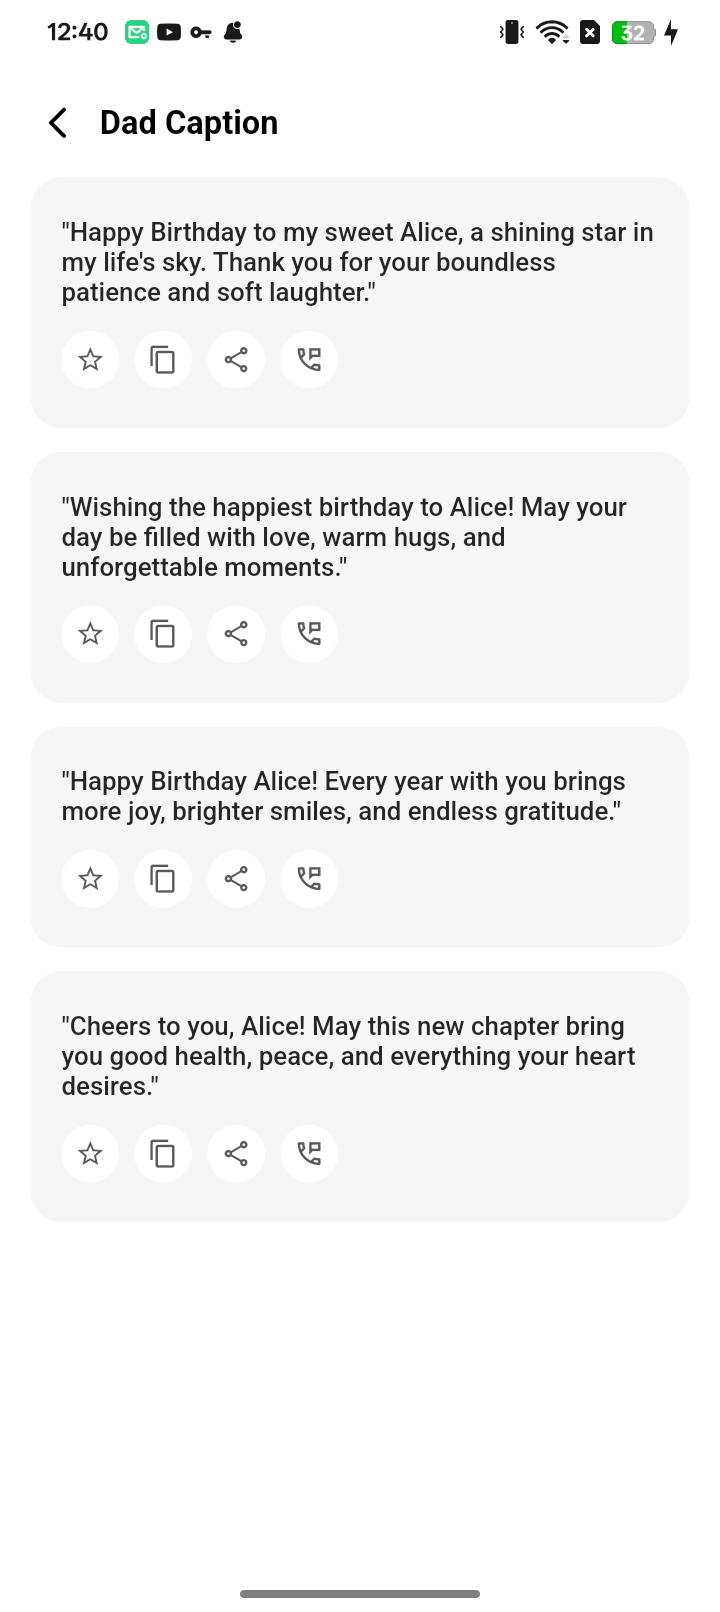 12:40
32
Dad Caption
"Happy Birthday to my sweet Alice, a shining star in
my life's sky. Thank you for your boundless
patience and soft laughter."
"Wishing the happiest birthday to Alice! May your
day be filled with love, warm hugs, and
unforgettable moments."
"Happy Birthday Alice! Every year with you brings
more joy, brighter smiles, and endless gratitude."
"Cheers to you, Alice! May this new chapter bring
you good health, peace, and everything your heart
desires."